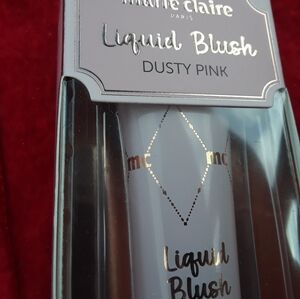 marie claire
PARIS
Liquid Blush
DUSTY PINK
mc mc
Liquid
Blush